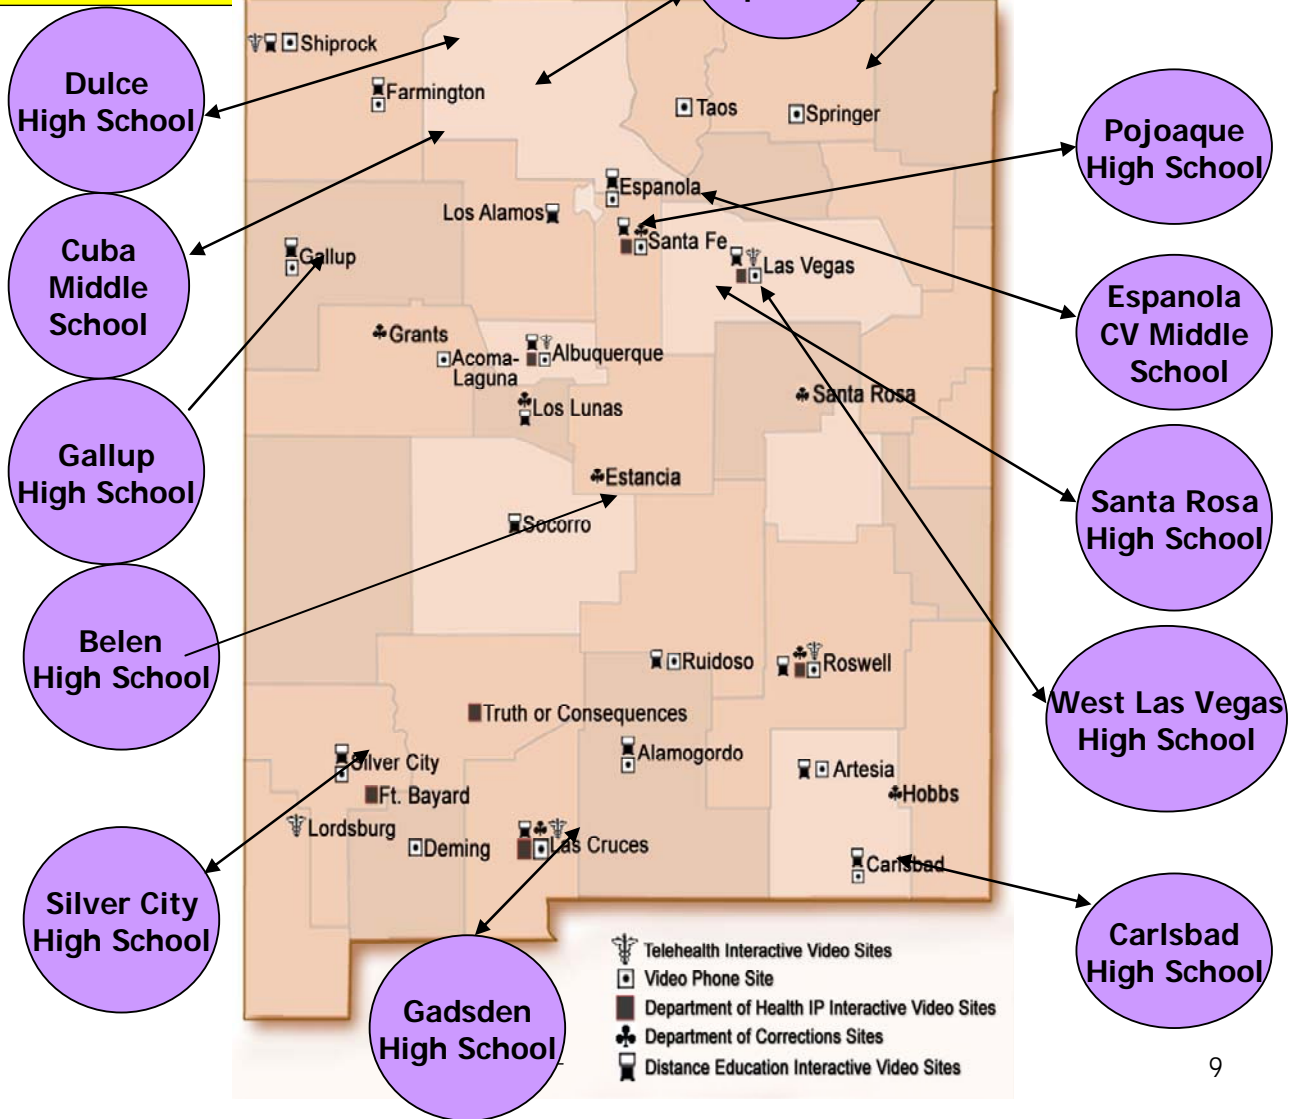 Dulce
High School
Cuba
Middle
School
Gallup
High School
Belen
High School
Silver City
High School
Gadsden
High School
Pojoaque
High School
Espanola
CV Middle
School
Santa Rosa
High School
West Las Vegas
High School
Carlsbad
High School
Shiprock
Farmington
Taos
Springer
Espanola
Los Alamos
Santa Fe
Las Vegas
Gallup
Grants
Acoma-
Laguna
Albuquerque
Los Lunas
Santa Rosa
Estancia
Socorro
Ruidoso
Roswell
Truth or Consequences
Alamogordo
Silver City
Ft. Bayard
Artesia
Hobbs
Lordsburg
Deming
Las Cruces
Carlsbad
Telehealth Interactive Video Sites
Video Phone Site
Department of Health IP Interactive Video Sites
Department of Corrections Sites
Distance Education Interactive Video Sites
9